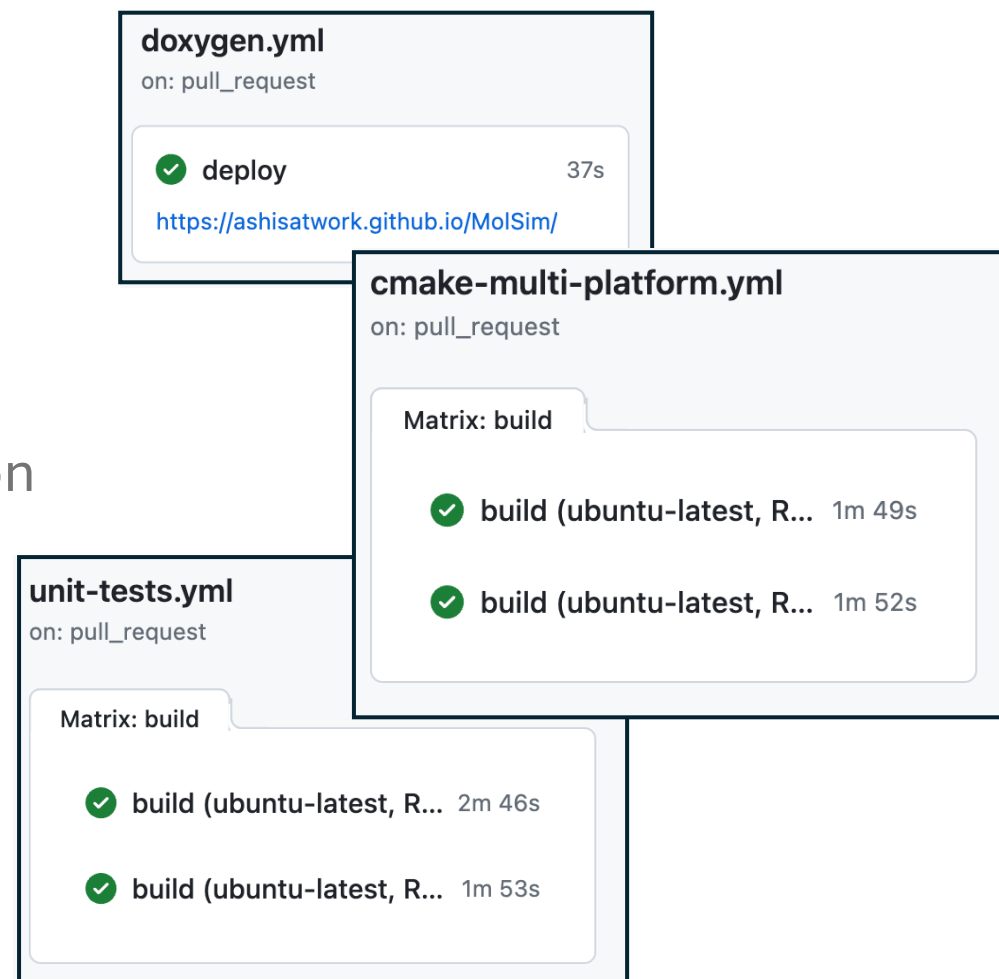 doxygen.yml
on: pull_request
deploy 37s
https://ashisatwork.github.io/MolSim/
cmake-multi-platform.yml
on: pull_request
Matrix: build
build (ubuntu-latest, R... 1m 49s
build (ubuntu-latest, R... 1m 52s
unit-tests.yml
on: pull_request
Matrix: build
build (ubuntu-latest, R... 2m 46s
build (ubuntu-latest, R... 1m 53s